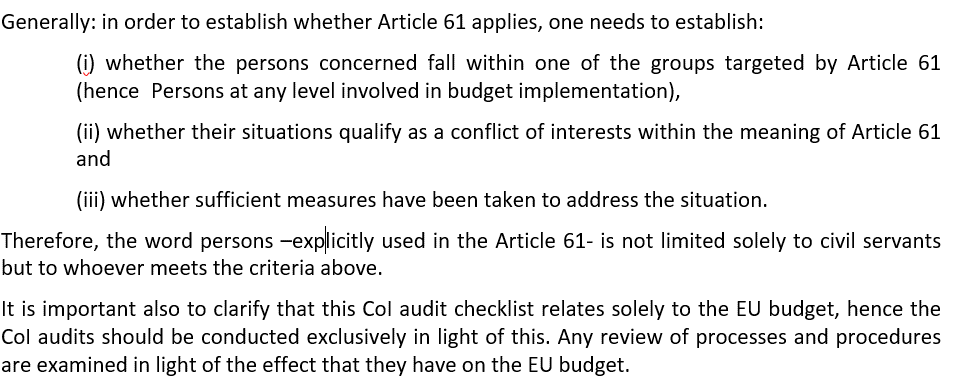 Generally: in order to establish whether Article 61 applies, one needs to establish:
(i) whether the persons concerned fall within one of the groups targeted by Article 61
(hence  Persons at any level involved in budget implementation),
(ii) whether their situations qualify as a conflict of interests within the meaning of Article 61
and
(iii) whether sufficient measures have been taken to address the situation.
Therefore, the word persons –explicitly used in the Article 61- is not limited solely to civil servants
but to whoever meets the criteria above.
It is important also to clarify that this CoI audit checklist relates solely to the EU budget, hence the
CoI audits should be conducted exclusively in light of this. Any review of processes and procedures
are examined in light of the effect that they have on the EU budget.